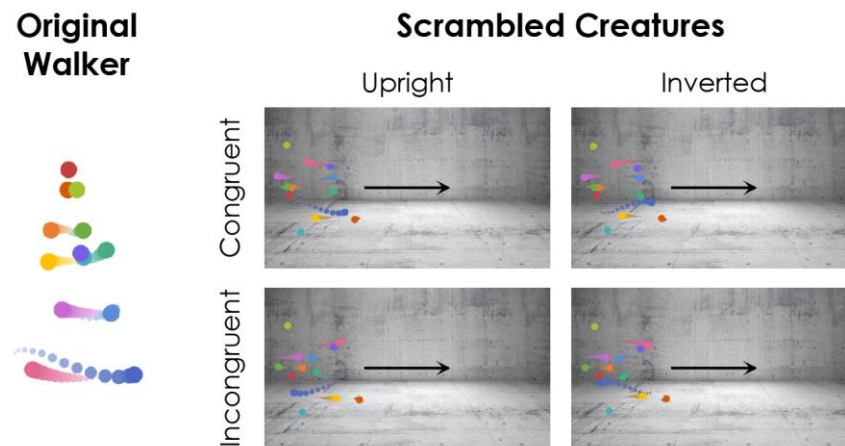 Original
Walker
Scrambled Creatures
Upright
Inverted
Congruent
Incongruent